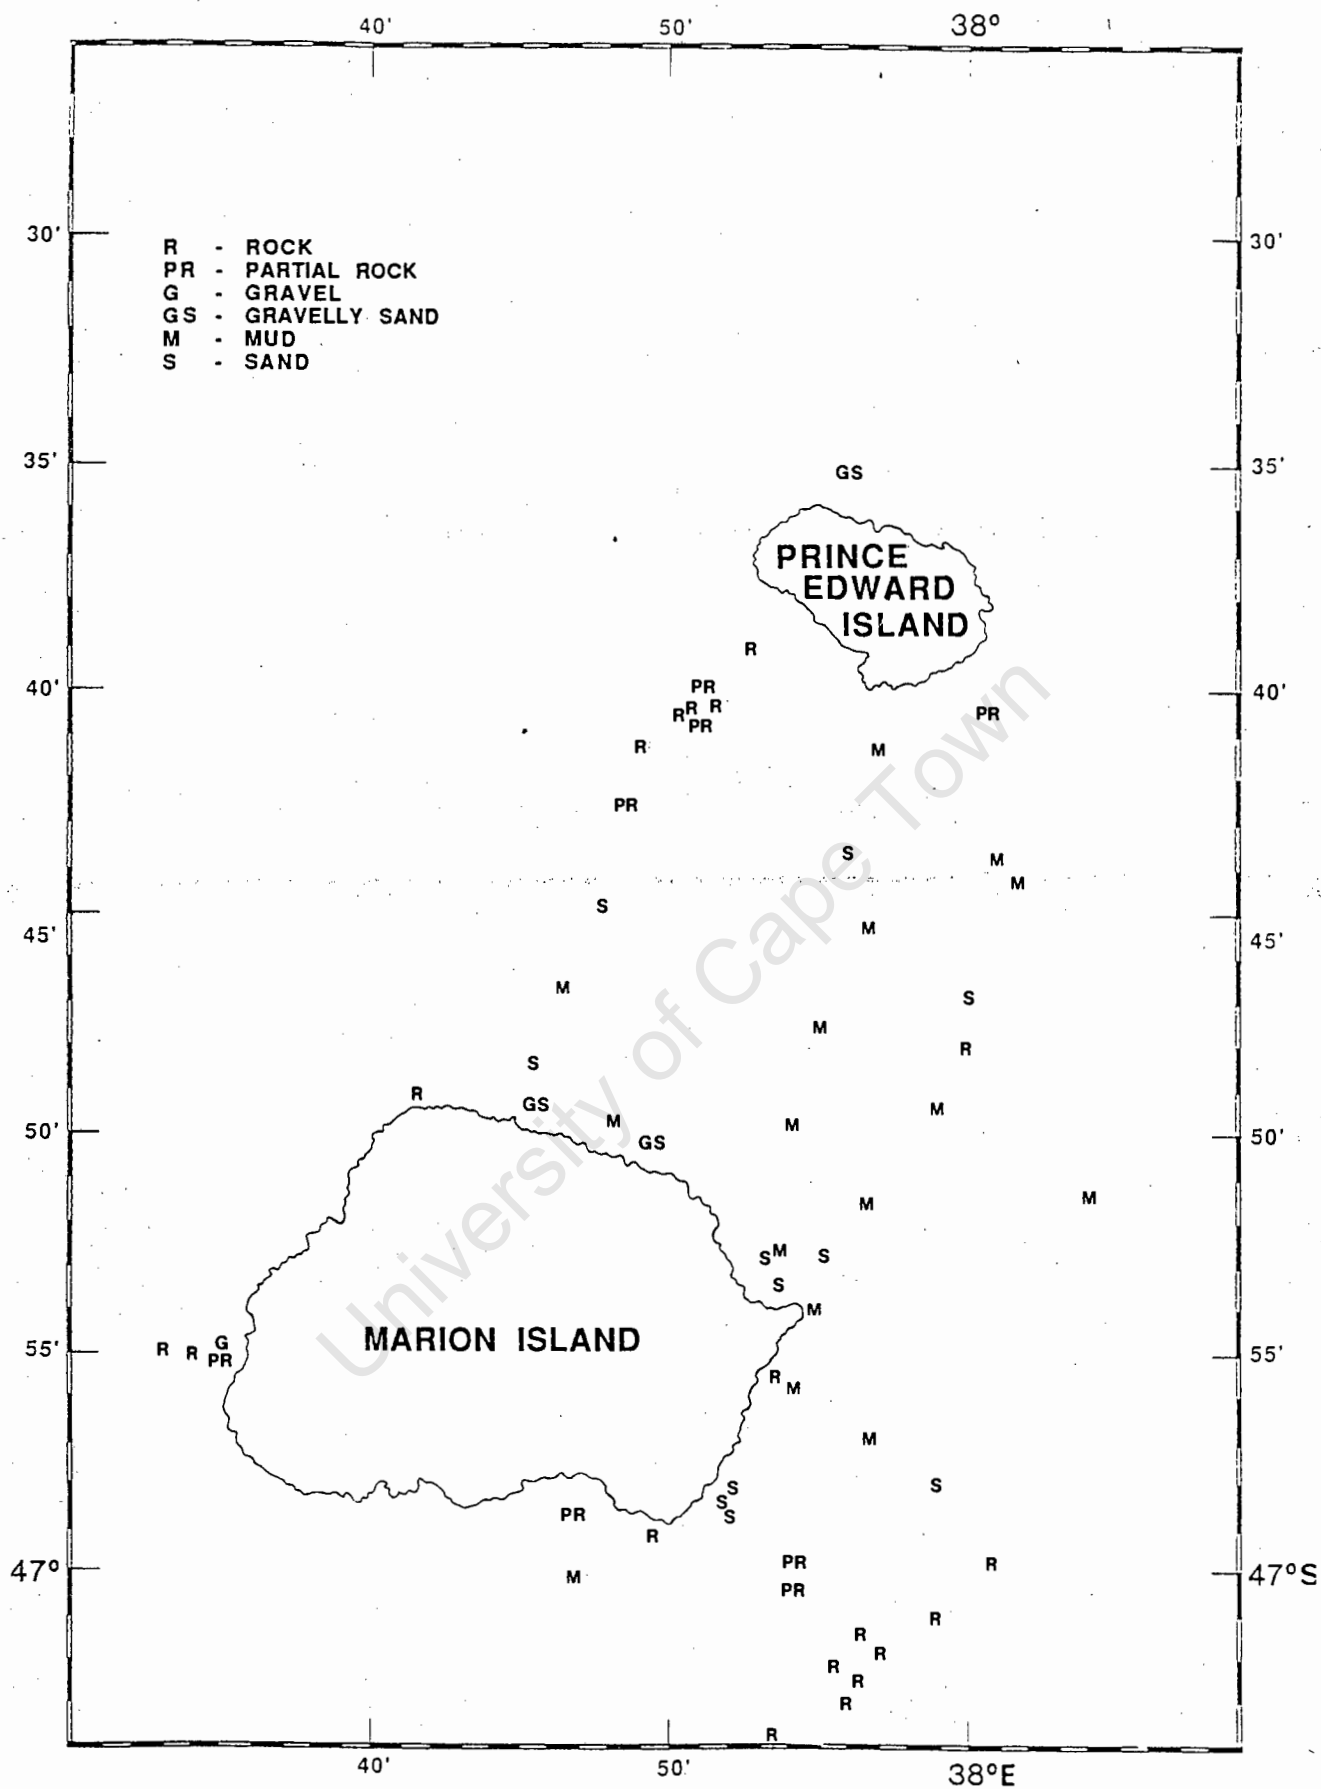 40' 50' 38°
30' 30'
R - ROCK
PR - PARTIAL ROCK
G - GRAVEL
GS - GRAVELLY SAND
M - MUD
S - SAND
35' GS 35'
PRINCE
EDWARD
ISLAND
R
40' PR 40'
R R R PR
PR
R M
PR
S M
M
S
45' M 45'
M S
M
R
S
R GS M
M M
50' GS 50'
M M
S M S
S
M
MARION ISLAND
55' R R G 55'
PR
R M
M
S S
S
S
PR
R
47° PR R 47°S
M
PR
R
R
R
R
R
R
R
40' 50' 38°E
University of Cape Town